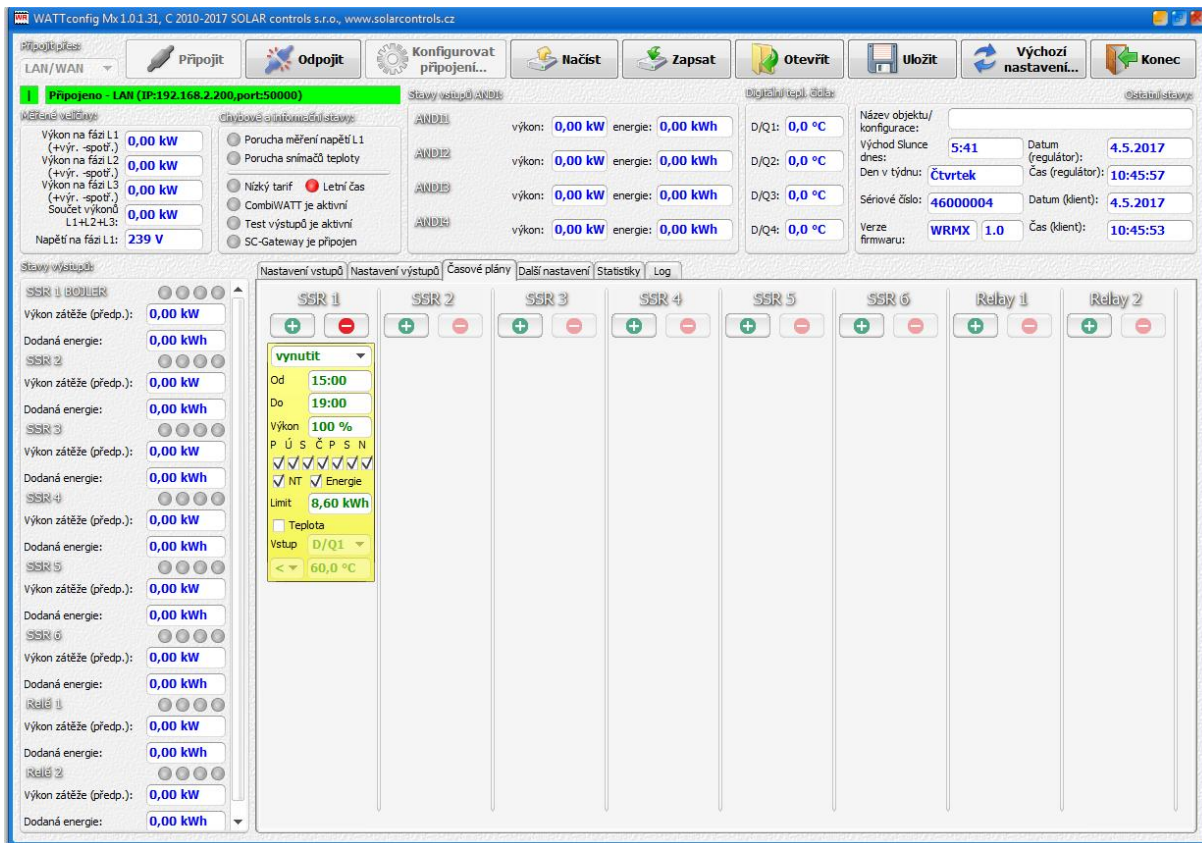 WR WATTconfig Mx 1.0.1.31, C 2010-2017 SOLAR controls s.r.o., www.solarcontrols.cz
Připojit přes:
LAN/WAN
Připojit
Odpojit
Konfigurovat
připojení...
Načíst
Zapsat
Otevřít
Uložit
Výchozí
nastavení...
Konec
Připojeno - LAN (IP:192.168.2.200,port:50000)
Měřené veličiny:
Výkon na fázi L1
(+výr. -spotř.)
0,00 kW
Výkon na fázi L2
(+výr. -spotř.)
0,00 kW
Výkon na fázi L3
(+výr. -spotř.)
0,00 kW
Součet výkonů
L1+L2+L3:
0,00 kW
Napětí na fázi L1: 239 V
Chybové a informační stavy:
Porucha měření napětí L1
Porucha snímačů teploty
Nízký tarif Letní čas
CombiWATT je aktivní
Test výstupů je aktivní
SC-Gateway je připojen
Stavy vstupů ANDI:
ANDI1
výkon: 0,00 kW energie: 0,00 kWh
ANDI2
výkon: 0,00 kW energie: 0,00 kWh
ANDI3
výkon: 0,00 kW energie: 0,00 kWh
ANDI4
výkon: 0,00 kW energie: 0,00 kWh
Digitální tepl. čidla:
D/Q1: 0,0 °C
D/Q2: 0,0 °C
D/Q3: 0,0 °C
D/Q4: 0,0 °C
Ostatní stavy:
Název objektu/
konfigurace:
Východ Slunce
dnes:
5:41
Datum
(regulátor):
4.5.2017
Den v týdnu: Čtvrtek
Čas (regulátor): 10:45:57
Sériové číslo: 46000004
Datum (klient): 4.5.2017
Verze
firmwaru:
WRMX 1.0
Čas (klient): 10:45:53
Stavy výstupů:
SSR 1 BOILER
Výkon zátěže (předp.): 0,00 kW
Dodaná energie: 0,00 kWh
SSR 2
Výkon zátěže (předp.): 0,00 kW
Dodaná energie: 0,00 kWh
SSR 3
Výkon zátěže (předp.): 0,00 kW
Dodaná energie: 0,00 kWh
SSR 4
Výkon zátěže (předp.): 0,00 kW
Dodaná energie: 0,00 kWh
SSR 5
Výkon zátěže (předp.): 0,00 kW
Dodaná energie: 0,00 kWh
SSR 6
Výkon zátěže (předp.): 0,00 kW
Dodaná energie: 0,00 kWh
Relé 1
Výkon zátěže (předp.): 0,00 kW
Dodaná energie: 0,00 kWh
Relé 2
Výkon zátěže (předp.): 0,00 kW
Dodaná energie: 0,00 kWh
Nastavení vstupů Nastavení výstupů Časové plány Další nastavení Statistiky Log
SSR 1 SSR 2 SSR 3 SSR 4 SSR 5 SSR 6 Relay 1 Relay 2
vynutit
Od 15:00
Do 19:00
Výkon 100 %
P Ú S Č P S N
NT Energie
Limit 8,60 kWh
Teplota
Vstup D/Q1
< 60,0 °C